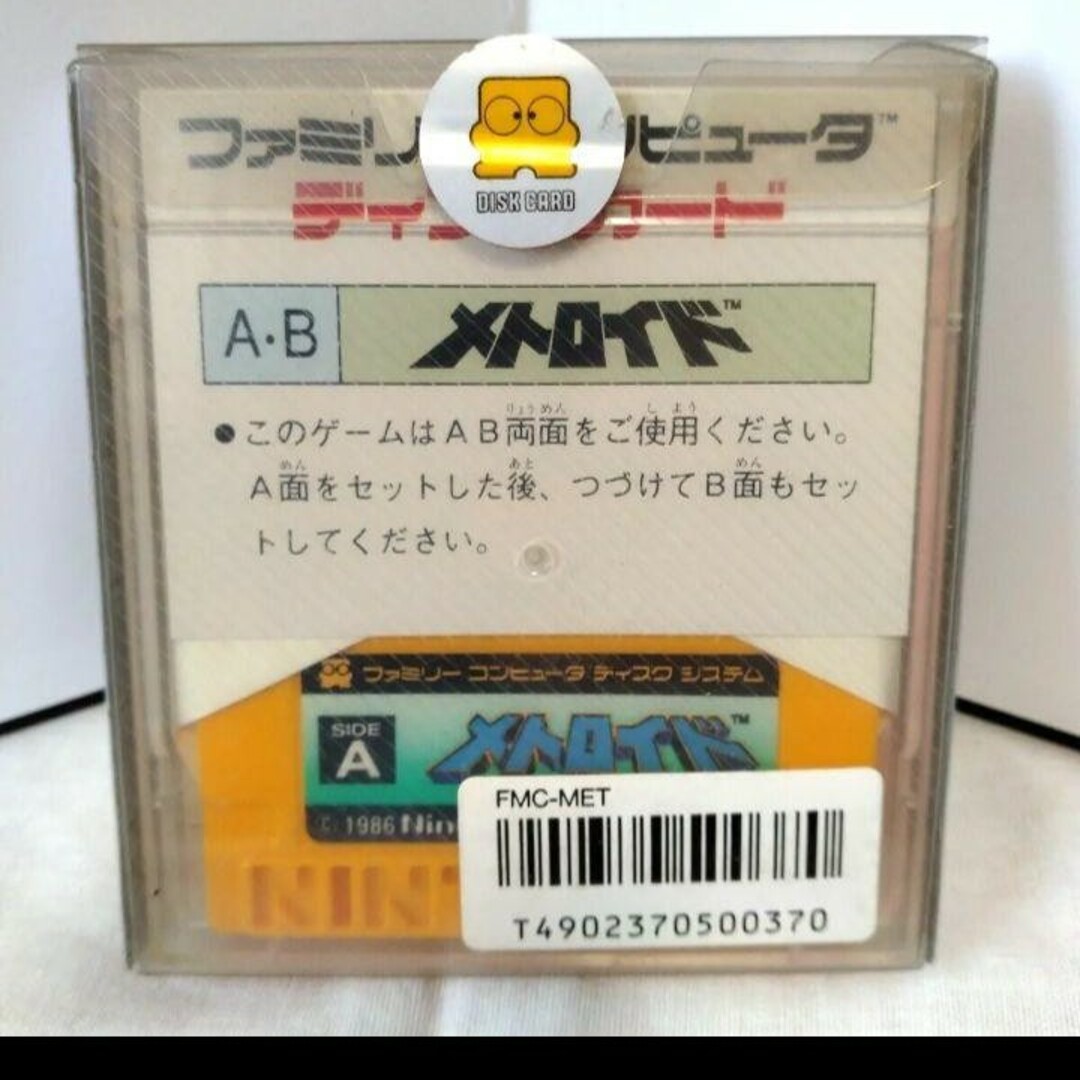 DISK CARD
ファミリ ンピュータ™
ディ カード
A・B メトロイド™
りょうめん しよう
●このゲームはAB両面をご使用ください。
めん あと めん
A面をセットした後、つづけてB面もセッ
トしてください。
ファミリー コンピュータ ディスク システム
SIDE
A
メトロイド™
© 1986 Nin
NIN
FMC-MET
T4902370500370